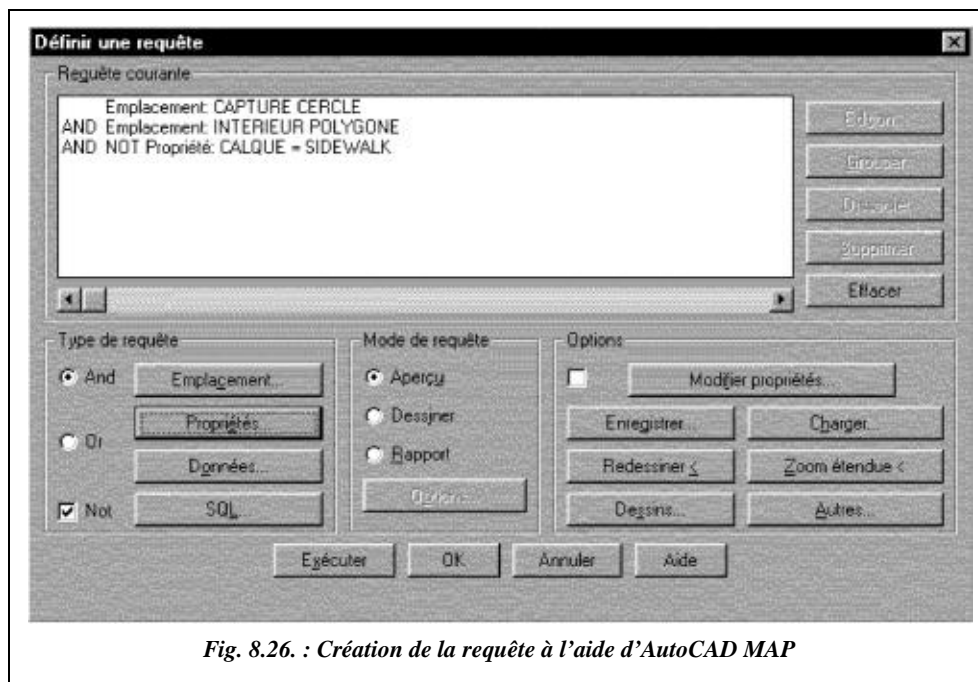 Définir une requête
Requête courante
Emplacement: CAPTURE CERCLE
AND Emplacement: INTERIEUR POLYGONE
AND NOT Propriété: CALQUE = SIDEWALK
Grouper
Supprimer
Effacer
Type de requête
And
Emplacement...
Propriétés...
Or
Données...
Not
SQL...
Mode de requête
Aperçu
Dessiner
Rapport
Options...
Options
Modifier propriétés...
Enregistrer...
Charger...
Redessiner <
Zoom étendue <
Dessins...
Autres...
Exécuter
OK
Annuler
Aide
Fig. 8.26. : Création de la requête à l'aide d'AutoCAD MAP